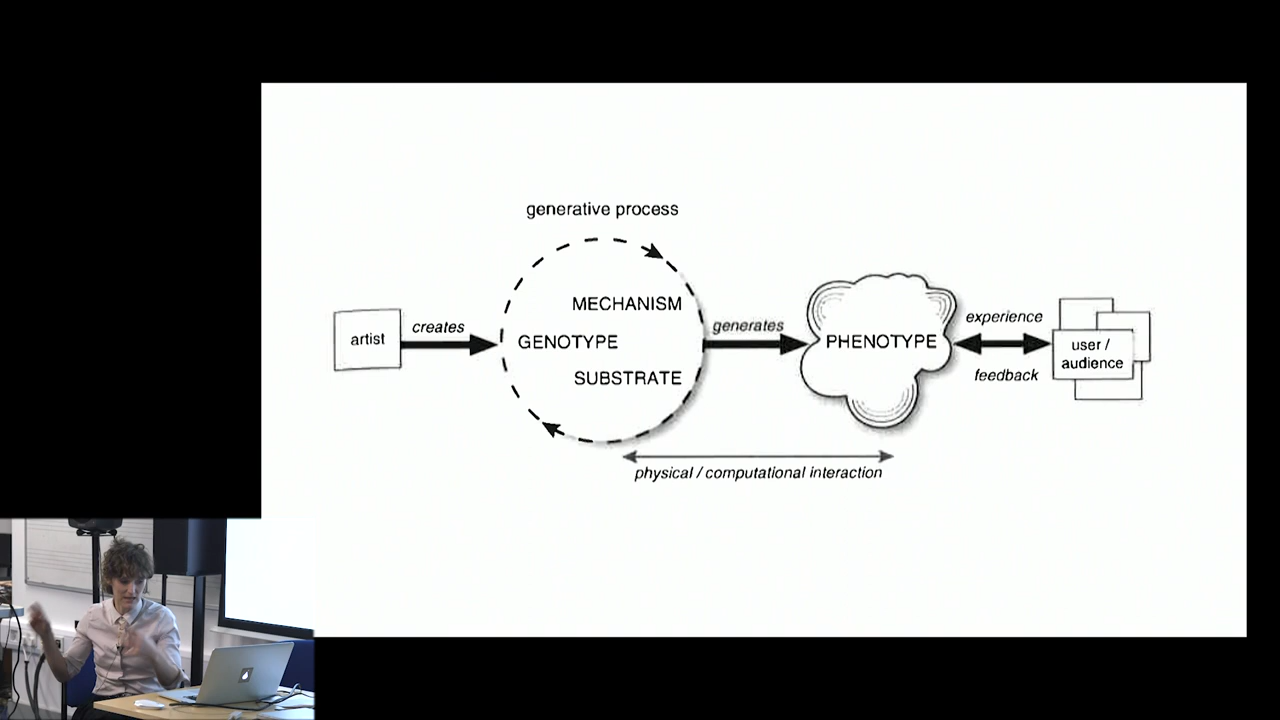 generative process
artist
creates
MECHANISM
GENOTYPE
SUBSTRATE
generates
PHENOTYPE
experience
feedback
user /
audience
physical / computational interaction